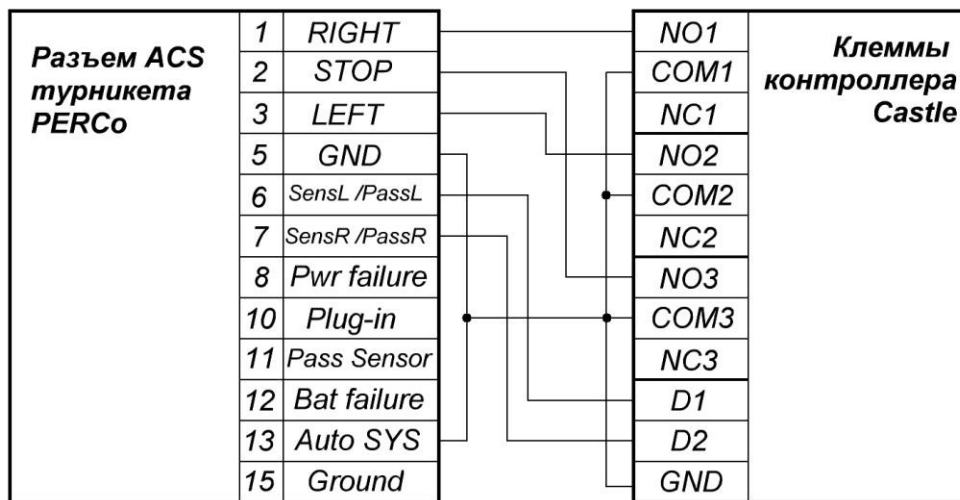 Разъем ACS
турникета
PERCo
1 RIGHT
2 STOP
3 LEFT
5 GND
6 SensL /PassL
7 SensR /PassR
8 Pwr failure
10 Plug-in
11 Pass Sensor
12 Bat failure
13 Auto SYS
15 Ground
NO1
COM1
NC1
NO2
COM2
NC2
NO3
COM3
NC3
D1
D2
GND
Клеммы
контроллера
Castle